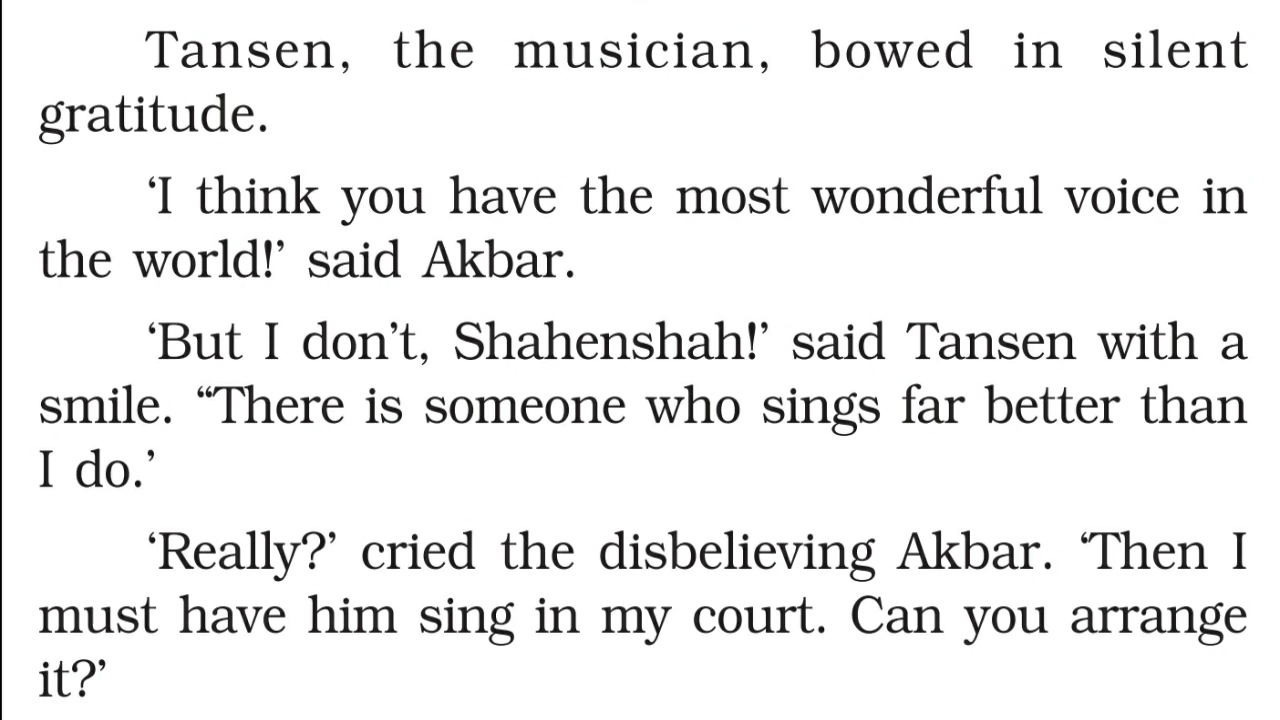 Tansen, the musician, bowed in silent
gratitude.
‘I think you have the most wonderful voice in
the world!’ said Akbar.
‘But I don’t, Shahenshah!’ said Tansen with a
smile. “There is someone who sings far better than
I do.’
‘Really?’ cried the disbelieving Akbar. ‘Then I
must have him sing in my court. Can you arrange
it?’